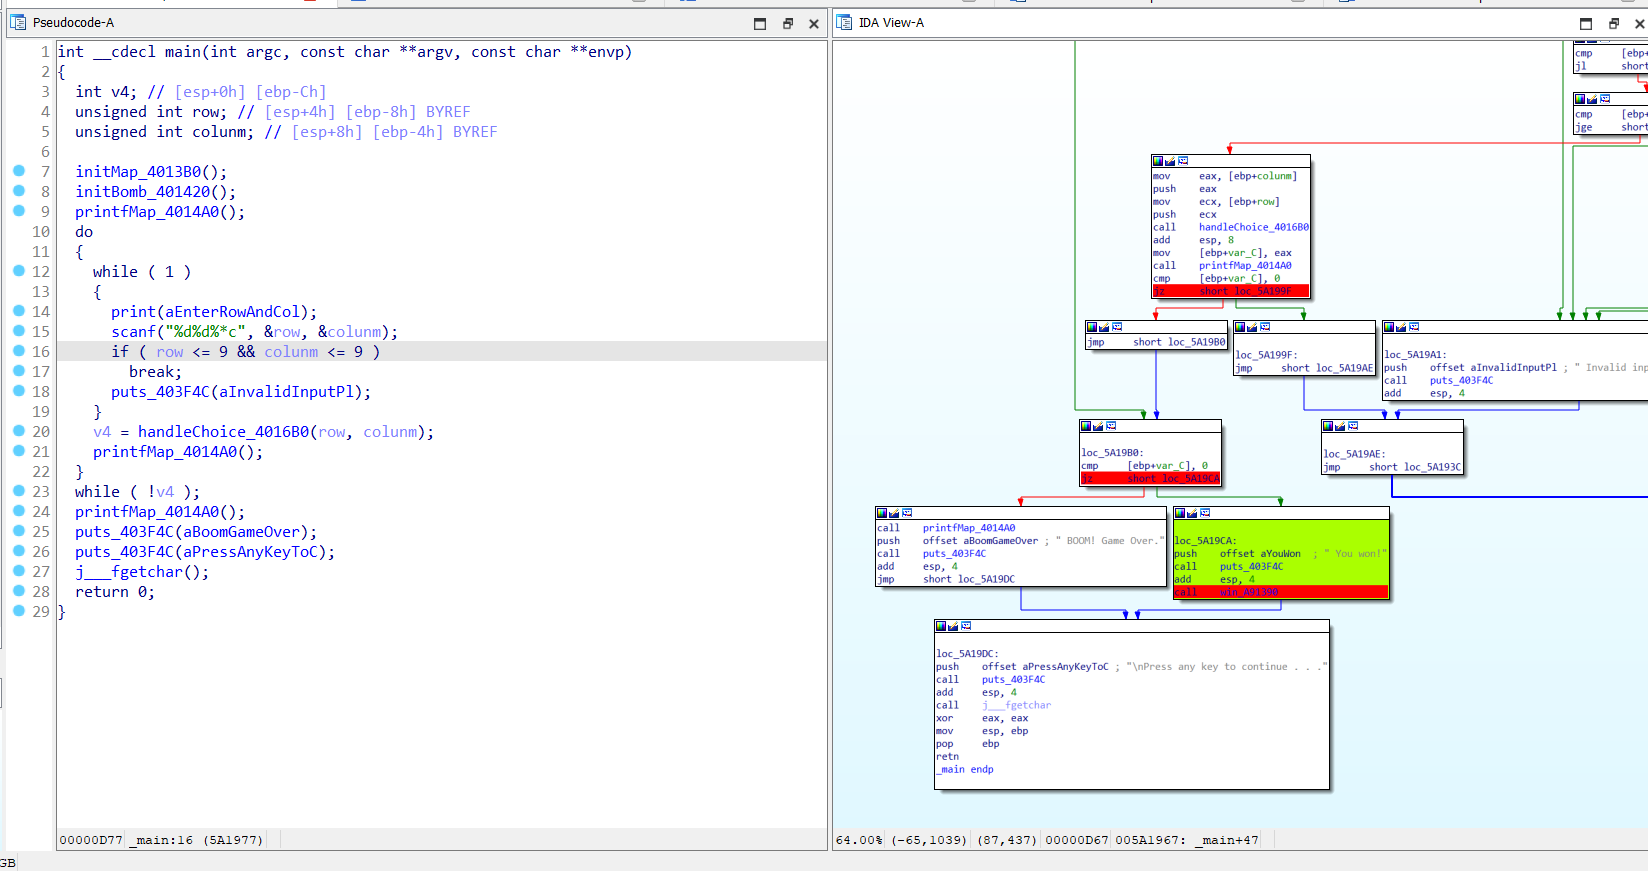 Pseudocode-A
1 int __cdecl main(int argc, const char **argv, const char **envp)
2 {
3 int v4; // [esp+0h] [ebp-Ch]
4 unsigned int row; // [esp+4h] [ebp-8h] BYREF
5 unsigned int colunm; // [esp+8h] [ebp-4h] BYREF
6
7 initMap_4013B0();
8 initBomb_401420();
9 printfMap_4014A0();
10 do
11 {
12 while ( 1 )
13 {
14 print(aEnterRowAndCol);
15 scanf("%d%d%*c", &row, &colunm);
16 if ( row <= 9 && colunm <= 9 )
17 break;
18 puts_403F4C(aInvalidInputPl);
19 }
20 v4 = handleChoice_4016B0(row, colunm);
21 printfMap_4014A0();
22 }
23 while ( !v4 );
24 printfMap_4014A0();
25 puts_403F4C(aBoomGameOver);
26 puts_403F4C(aPressAnyKeyToC);
27 j___fgetchar();
28 return 0;
29 }
00000D77 _main:16 (5A1977)
GB
IDA View-A
cmp [ebp+
jl short
cmp [ebp+
jge short
mov eax, [ebp+colunm]
push eax
mov ecx, [ebp+row]
push ecx
call handleChoice_4016B0
add esp, 8
mov [ebp+var_C], eax
call printfMap_4014A0
cmp [ebp+var_C], 0
jz short loc_5A199F
jmp short loc_5A19B0
loc_5A199F:
jmp short loc_5A19AE
loc_5A19A1:
push offset aInvalidInputPl ; " Invalid inp
call puts_403F4C
add esp, 4
loc_5A19B0:
cmp [ebp+var_C], 0
jz short loc_5A19CA
loc_5A19AE:
jmp short loc_5A193C
call printfMap_4014A0
push offset aBoomGameOver ; " BOOM! Game Over."
call puts_403F4C
add esp, 4
jmp short loc_5A19DC
loc_5A19CA:
push offset aYouWon ; " You won!"
call puts_403F4C
add esp, 4
call win_A91390
loc_5A19DC:
push offset aPressAnyKeyToC ; "\nPress any key to continue . . ."
call puts_403F4C
add esp, 4
call j___fgetchar
xor eax, eax
mov esp, ebp
pop ebp
retn
_main endp
64.00% (-65,1039) (87,437) 00000D67 005A1967: _main+47